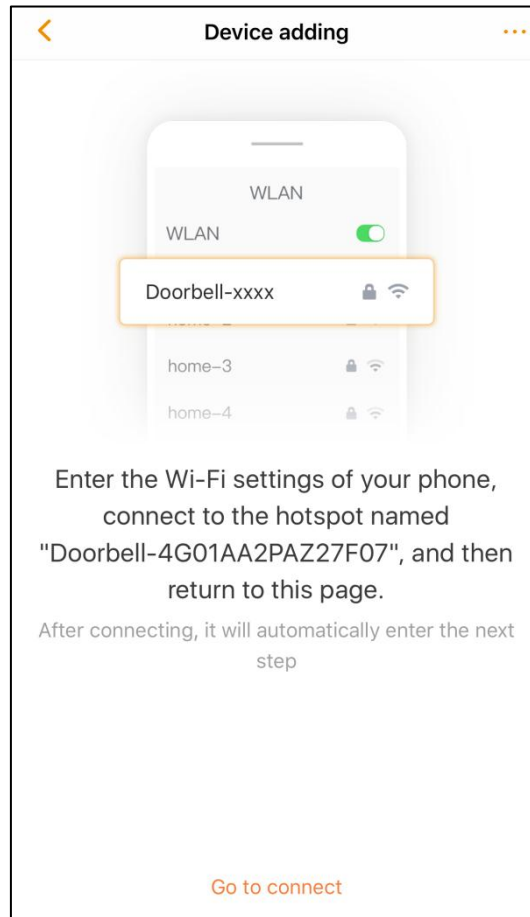 Device adding
WLAN
WLAN
Doorbell-xxxx
home-3
home-4
Enter the Wi-Fi settings of your phone,
connect to the hotspot named
"Doorbell-4G01AA2PAZ27F07", and then
return to this page.
After connecting, it will automatically enter the next
step
Go to connect